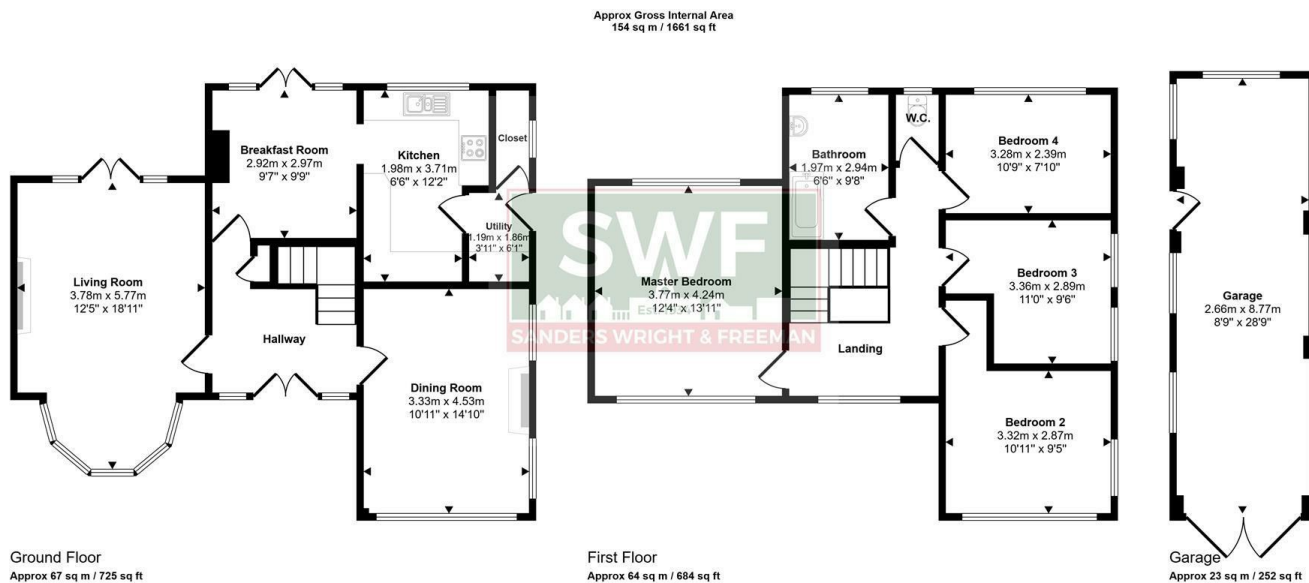 Approx Gross Internal Area
154 sq m / 1661 sq ft
Breakfast Room
2.92m x 2.97m
9'7" x 9'9"
Kitchen
1.98m x 3.71m
6'6" x 12'2"
Closet
Utility
1.19m x 1.86m
3'11" x 6'1"
Living Room
3.78m x 5.77m
12'5" x 18'11"
Hallway
Dining Room
3.33m x 4.53m
10'11" x 14'10"
Ground Floor
Approx 67 sq m / 725 sq ft
SWF
SANDERS WRIGHT & FREEMAN
Bathroom
1.97m x 2.94m
6'6" x 9'8"
W.C.
Bedroom 4
3.28m x 2.39m
10'9" x 7'10"
Master Bedroom
3.77m x 4.24m
12'4" x 13'11"
Bedroom 3
3.36m x 2.89m
11'0" x 9'6"
Landing
Bedroom 2
3.32m x 2.87m
10'11" x 9'5"
First Floor
Approx 64 sq m / 684 sq ft
Garage
2.66m x 8.77m
8'9" x 28'9"
Garage
Approx 23 sq m / 252 sq ft